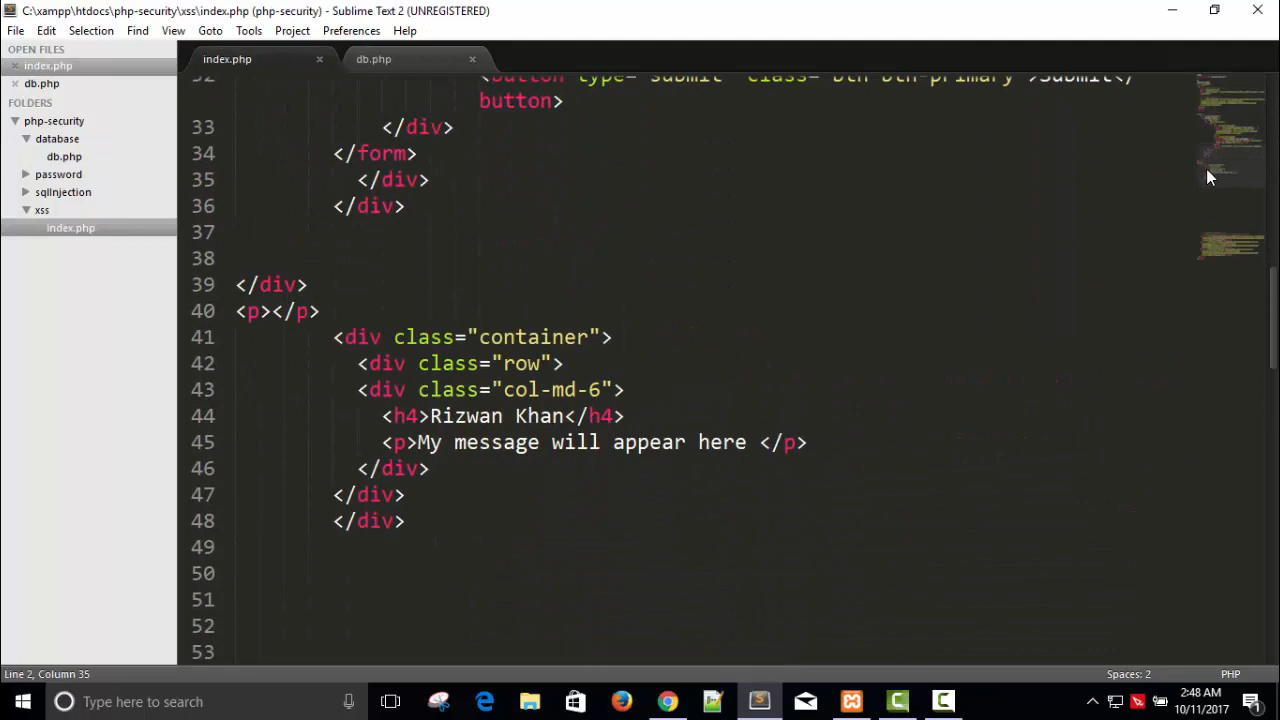 C:\xampp\htdocs\php-security\xss\index.php (php-security) - Sublime Text 2 (UNREGISTERED)
File Edit Selection Find View Goto Tools Project Preferences Help
OPEN FILES
index.php
db.php
FOLDERS
php-security
database
db.php
password
sqlInjection
xss
index.php
index.php db.php
32 <button type="submit" class="btn btn-primary">Submit</
button>
33 </div>
34 </form>
35 </div>
36 </div>
37
38
39 </div>
40 <p></p>
41 <div class="container">
42 <div class="row">
43 <div class="col-md-6">
44 <h4>Rizwan Khan</h4>
45 <p>My message will appear here </p>
46 </div>
47 </div>
48 </div>
49
50
51
52
53
Line 2, Column 35 Spaces: 2 PHP
Type here to search
2:48 AM
10/11/2017
1